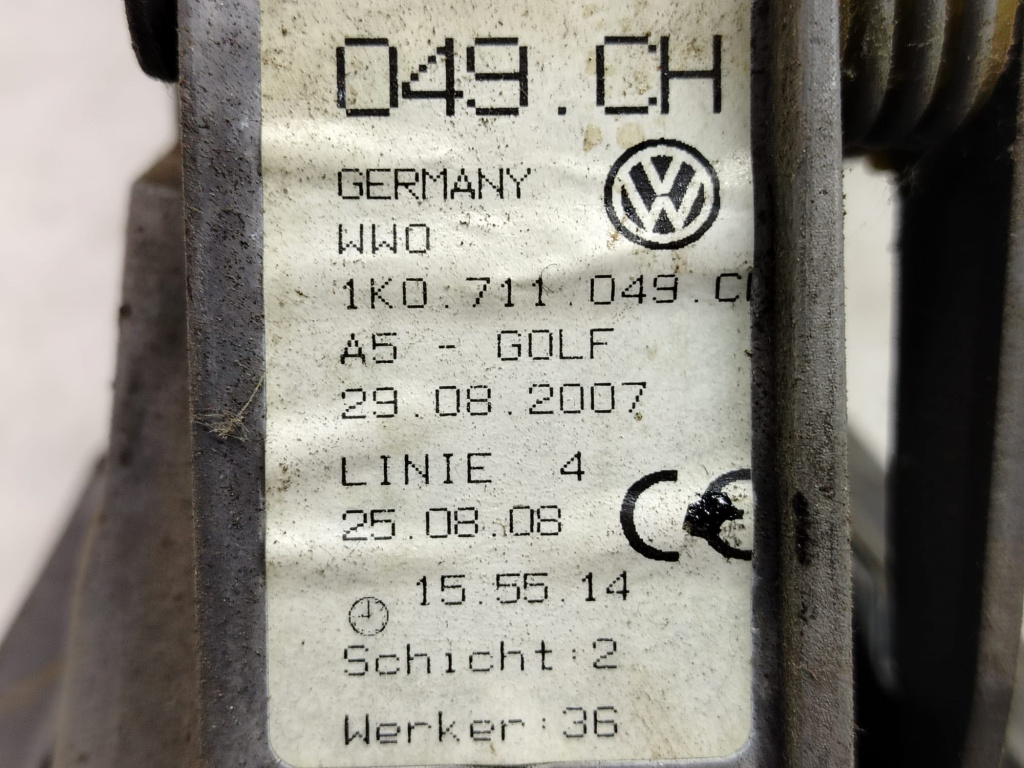 049.CH
GERMANY
WWO
1K0.711.049.C
A5 - GOLF
29.08.2007
LINIE 4
25.08.08
CE
15.55.14
Schicht:2
Werker:36